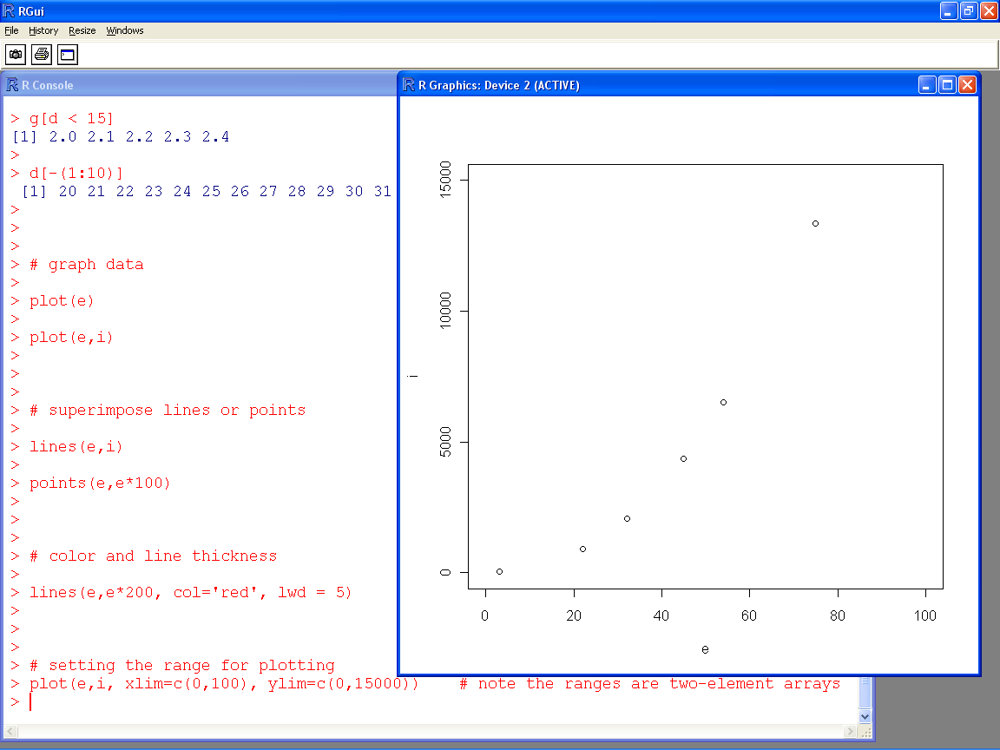 RGui
File History Resize Windows
R Console
> g[d < 15]
[1] 2.0 2.1 2.2 2.3 2.4
>
> d[-(1:10)]
[1] 20 21 22 23 24 25 26 27 28 29 30 31
>
>
>
> # graph data
>
> plot(e)
>
> plot(e,i)
>
>
>
> # superimpose lines or points
>
> lines(e,i)
>
> points(e,e*100)
>
>
>
> # color and line thickness
>
> lines(e,e*200, col='red', lwd = 5)
>
>
>
> # setting the range for plotting
> plot(e,i, xlim=c(0,100), ylim=c(0,15000)) # note the ranges are two-element arrays
>
R Graphics: Device 2 (ACTIVE)
15000
10000
5000
0
i
0 20 40 60 80 100
e